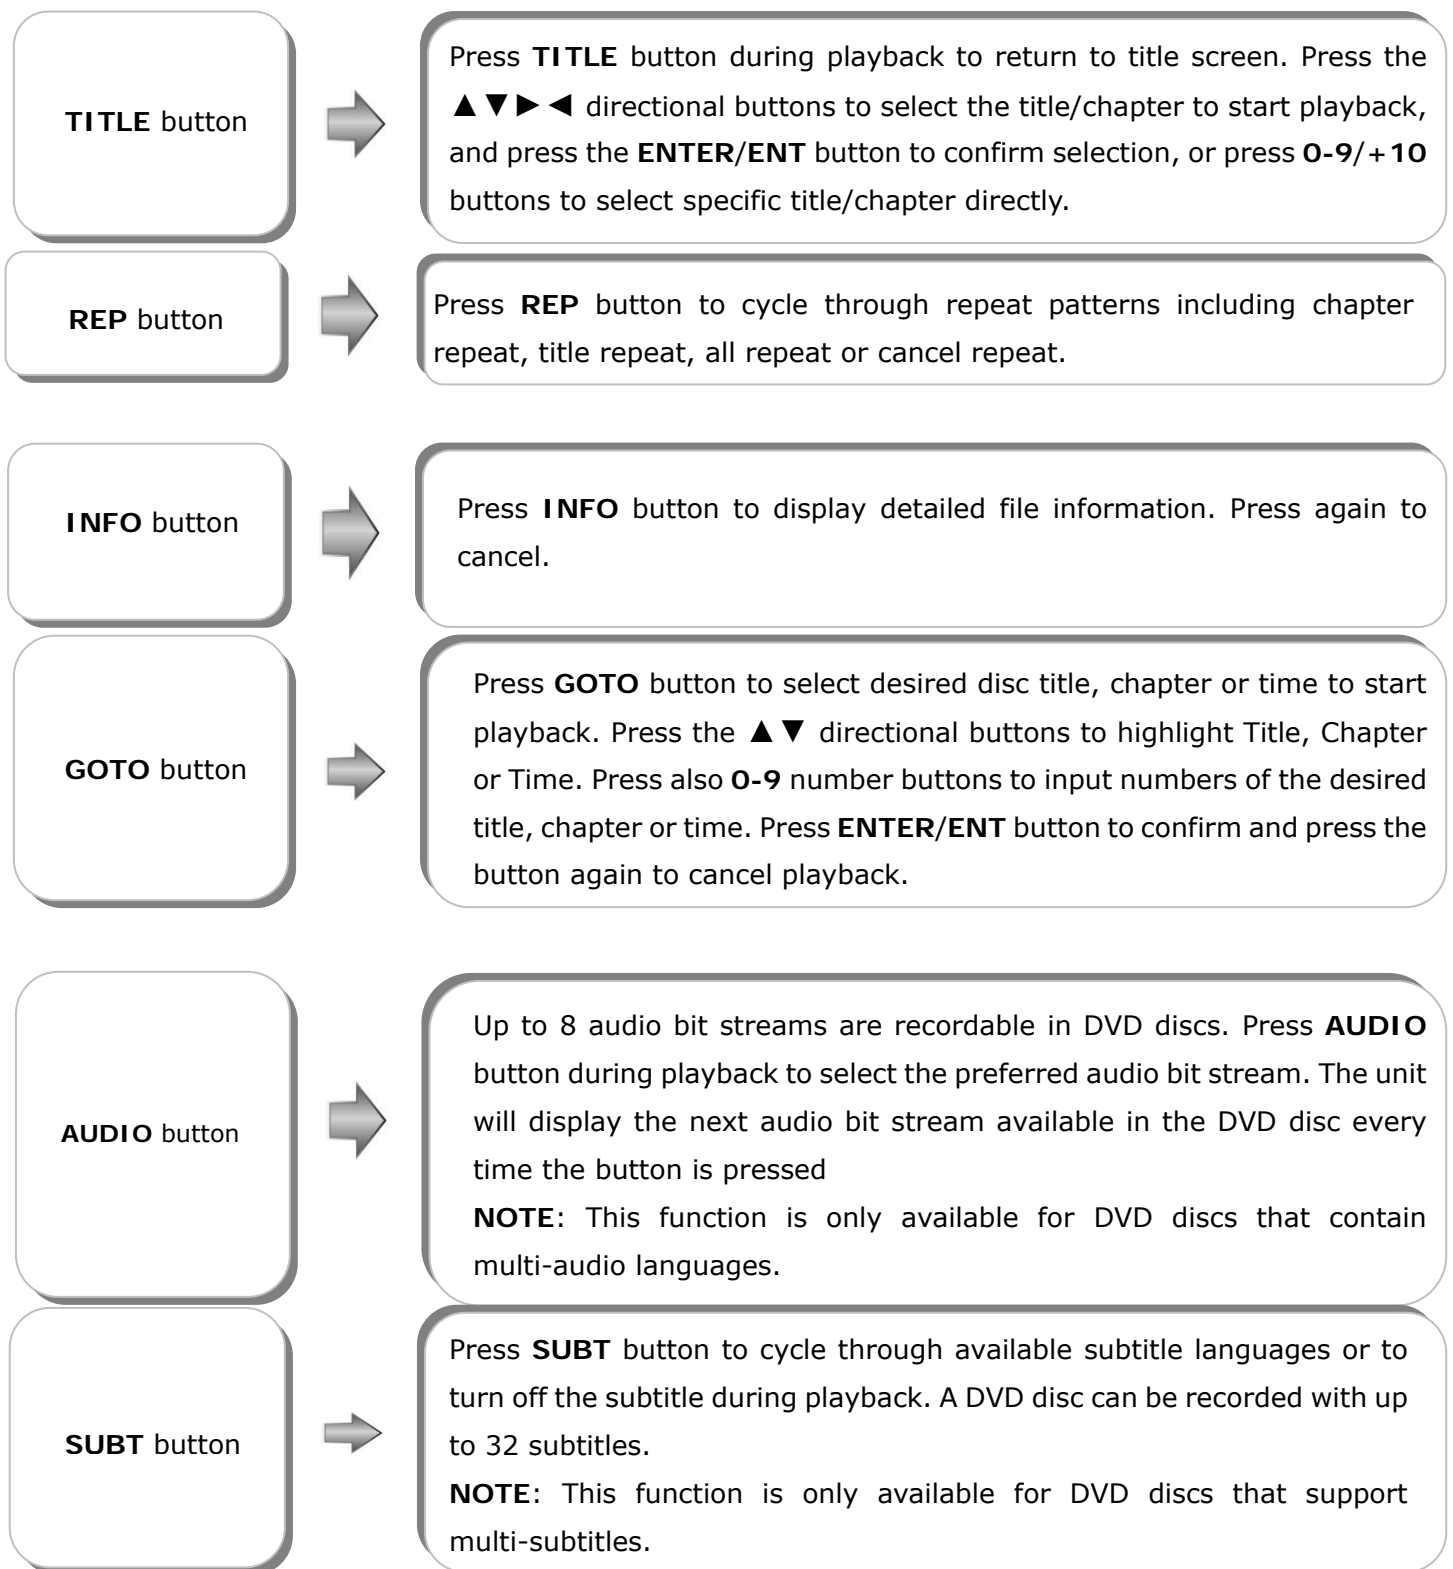 TITLE button
Press TITLE button during playback to return to title screen. Press the
▲▼►◄ directional buttons to select the title/chapter to start playback,
and press the ENTER/ENT button to confirm selection, or press 0-9/+10
buttons to select specific title/chapter directly.
REP button
Press REP button to cycle through repeat patterns including chapter
repeat, title repeat, all repeat or cancel repeat.
INFO button
Press INFO button to display detailed file information. Press again to
cancel.
GOTO button
Press GOTO button to select desired disc title, chapter or time to start
playback. Press the ▲▼ directional buttons to highlight Title, Chapter
or Time. Press also 0-9 number buttons to input numbers of the desired
title, chapter or time. Press ENTER/ENT button to confirm and press the
button again to cancel playback.
AUDIO button
Up to 8 audio bit streams are recordable in DVD discs. Press AUDIO
button during playback to select the preferred audio bit stream. The unit
will display the next audio bit stream available in the DVD disc every
time the button is pressed
NOTE: This function is only available for DVD discs that contain
multi-audio languages.
SUBT button
Press SUBT button to cycle through available subtitle languages or to
turn off the subtitle during playback. A DVD disc can be recorded with up
to 32 subtitles.
NOTE: This function is only available for DVD discs that support
multi-subtitles.